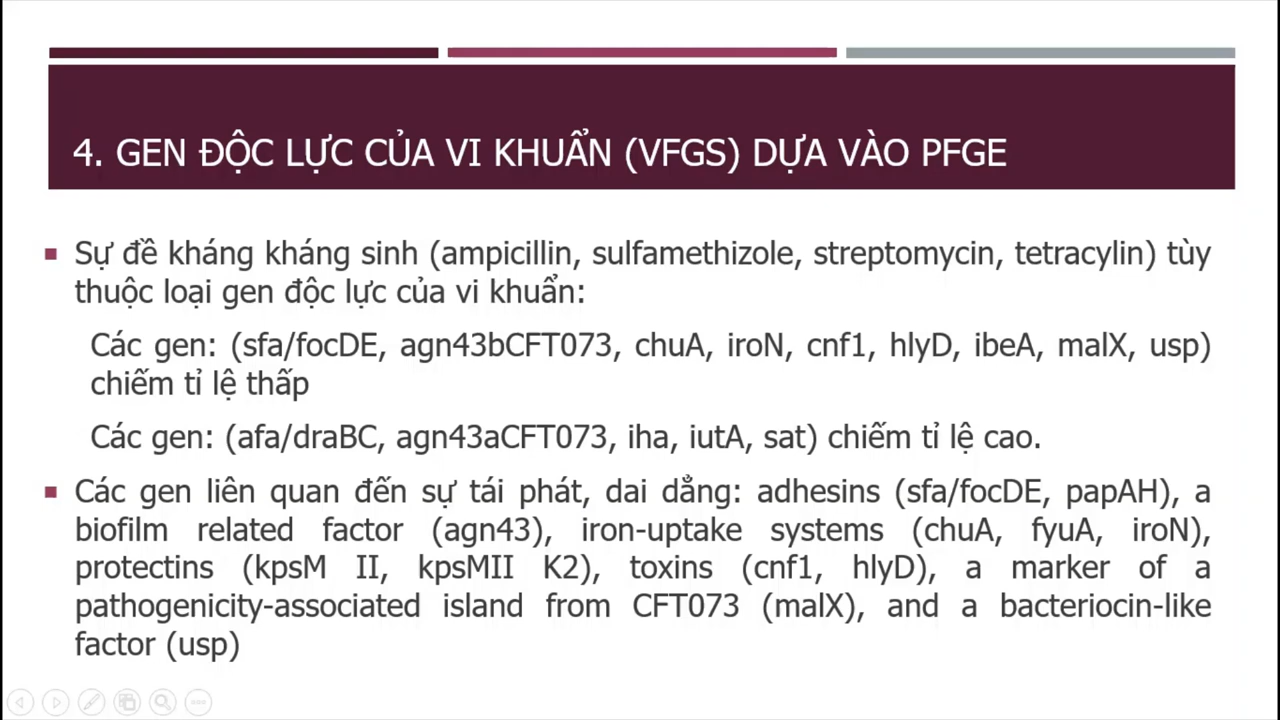 4. GEN ĐỘC LỰC CỦA VI KHUẨN (VFGS) DỰA VÀO PFGE
Sự đề kháng kháng sinh (ampicillin, sulfamethizole, streptomycin, tetracylin) tùy
thuộc loại gen độc lực của vi khuẩn:
Các gen: (sfa/focDE, agn43bCFT073, chuA, iroN, cnf1, hlyD, ibeA, malX, usp)
chiếm tỉ lệ thấp
Các gen: (afa/draBC, agn43aCFT073, iha, iutA, sat) chiếm tỉ lệ cao.
Các gen liên quan đến sự tái phát, dai dẳng: adhesins (sfa/focDE, papAH), a
biofilm related factor (agn43), iron-uptake systems (chuA, fyuA, iroN),
protectins (kpsM II, kpsMII K2), toxins (cnf1, hlyD), a marker of a
pathogenicity-associated island from CFT073 (malX), and a bacteriocin-like
factor (usp)